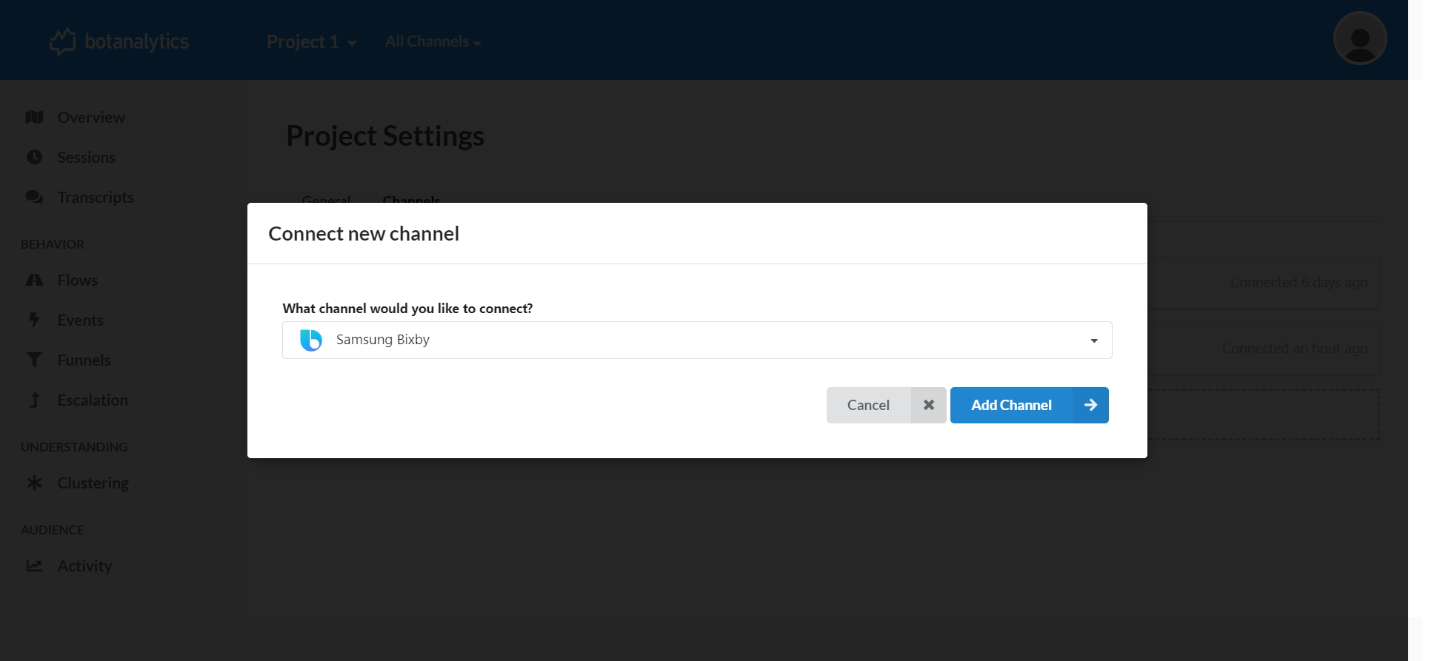 botanalytics
Project 1
All Channels
Overview
Sessions
Transcripts
BEHAVIOR
Flows
Events
Funnels
Escalation
UNDERSTANDING
Clustering
AUDIENCE
Activity
Project Settings
General Channels
Connected 6 days ago
Connected an hour ago
Connect new channel
What channel would you like to connect?
Samsung Bixby
Cancel
Add Channel